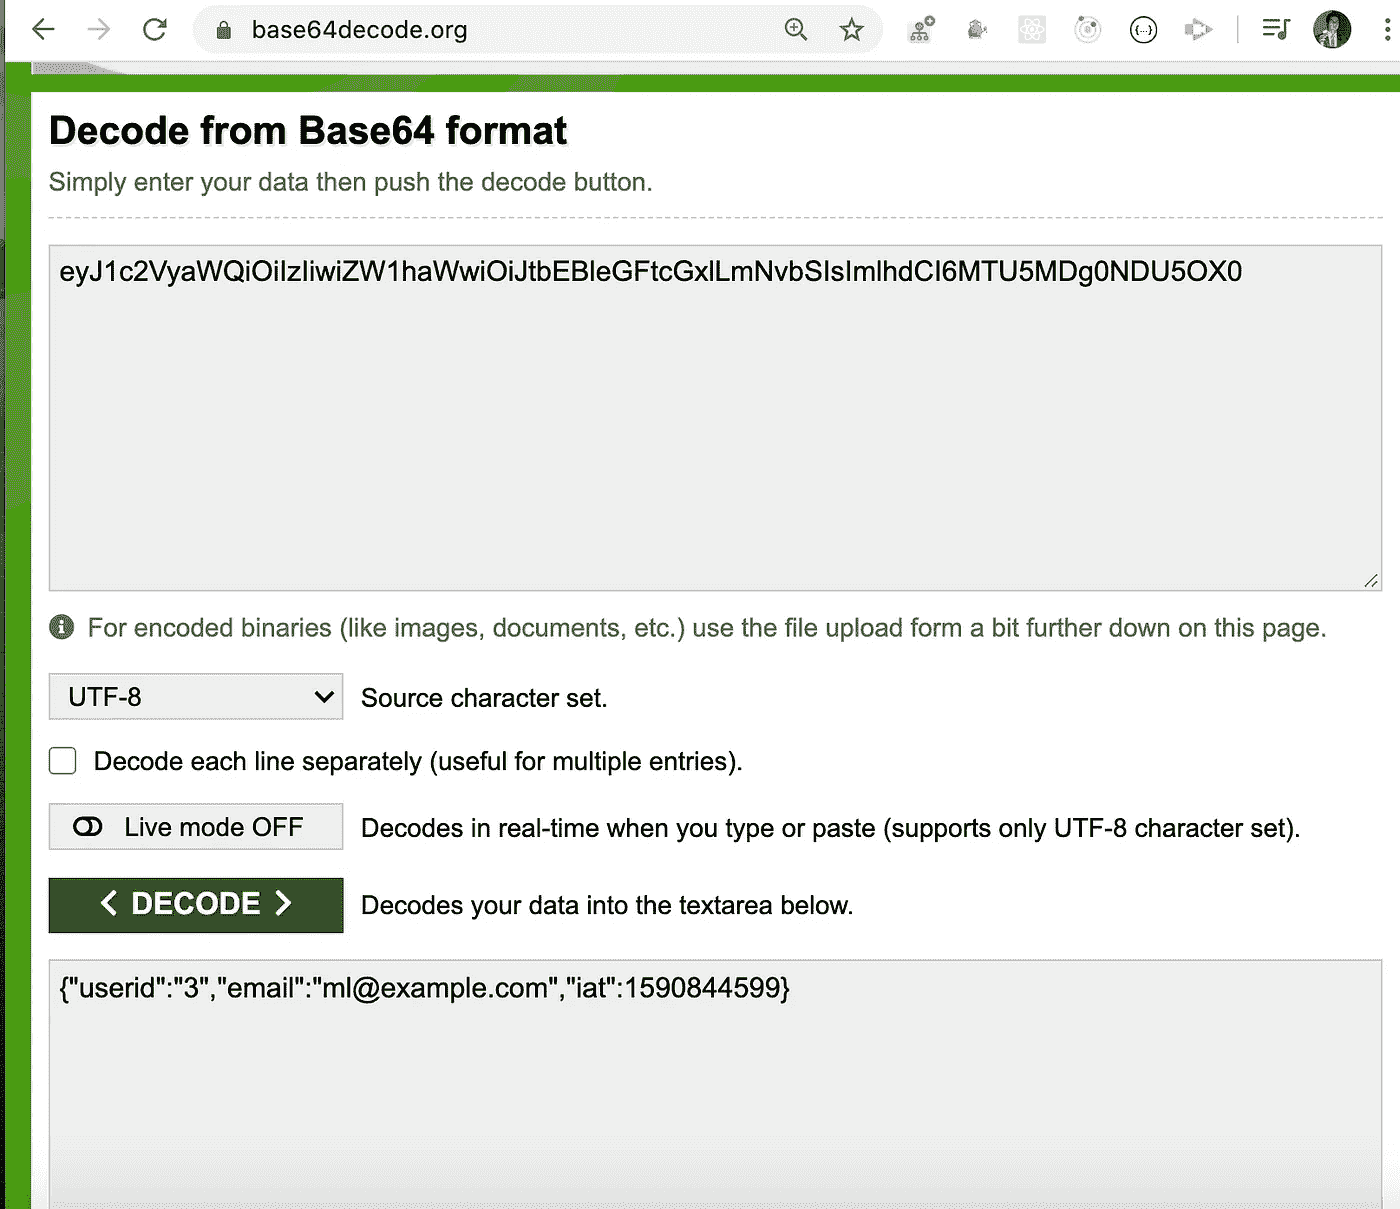 base64decode.org
Decode from Base64 format
Simply enter your data then push the decode button.
eyJ1c2VyaWQiOiIzIiwiZW1haWwiOiJtbEBleGFtcGxlLmNvbSIsImlhdCI6MTU5MDg0NDU5OX0
For encoded binaries (like images, documents, etc.) use the file upload form a bit further down on this page.
UTF-8 Source character set.
Decode each line separately (useful for multiple entries).
Live mode OFF Decodes in real-time when you type or paste (supports only UTF-8 character set).
< DECODE > Decodes your data into the textarea below.
{"userid":"3","email":"ml@example.com","iat":1590844599}